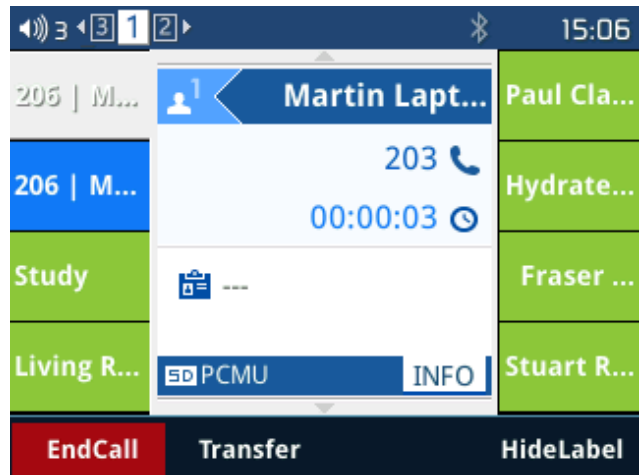 3 3 1 2 15:06
206 | M...
206 | M...
Study
Living R...
1 Martin Lapt...
203
00:00:03
---
SD PCMU INFO
Paul Cla...
Hydrate...
Fraser ...
Stuart R...
EndCall Transfer HideLabel